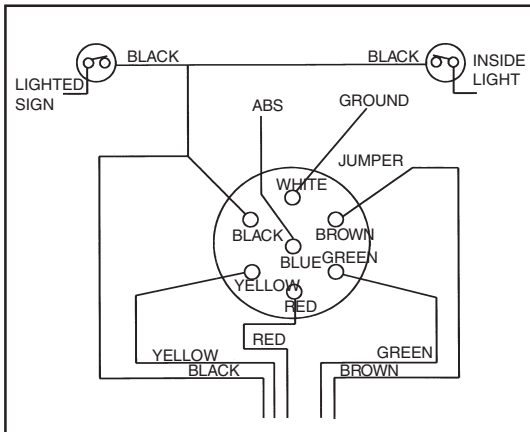 BLACK
BLACK
INSIDE
LIGHT
LIGHTED
SIGN
ABS
GROUND
JUMPER
WHITE
BLACK
BROWN
BLUE
GREEN
YELLOW
RED
RED
YELLOW
GREEN
BLACK
BROWN